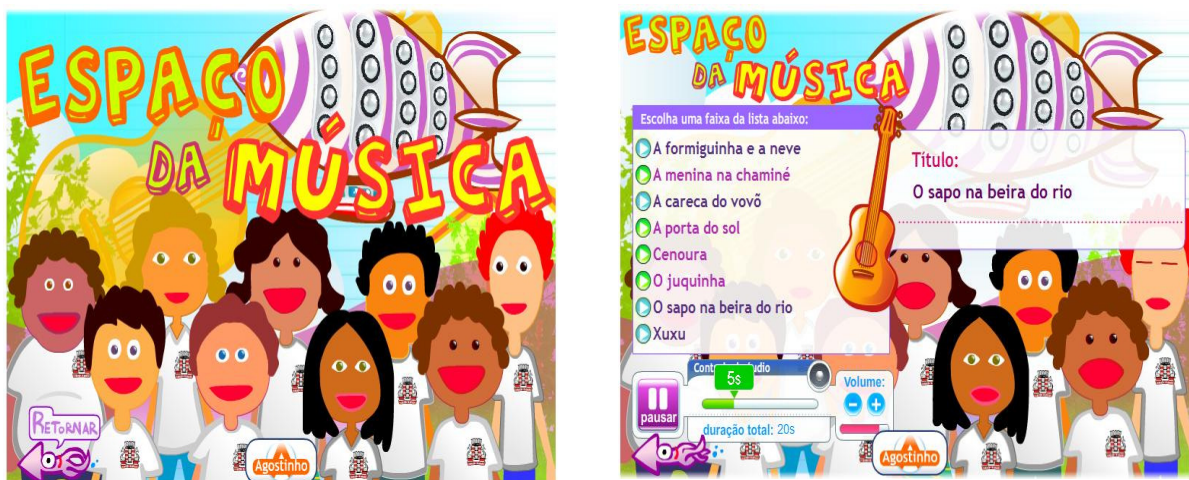 ESPAÇO
DA MÚSICA
RETORNAR
Agostinho
ESPAÇO
DA MÚSICA
Escolha uma faixa da lista abaixo:
A formiguinha e a neve
A menina na chaminé
A careca do vovõ
A porta do sol
Cenoura
O juquinha
O sapo na beira do rio
Xuxu
Título:
O sapo na beira do rio
5s
pausar
duração total: 20s
Volume:
Agostinho